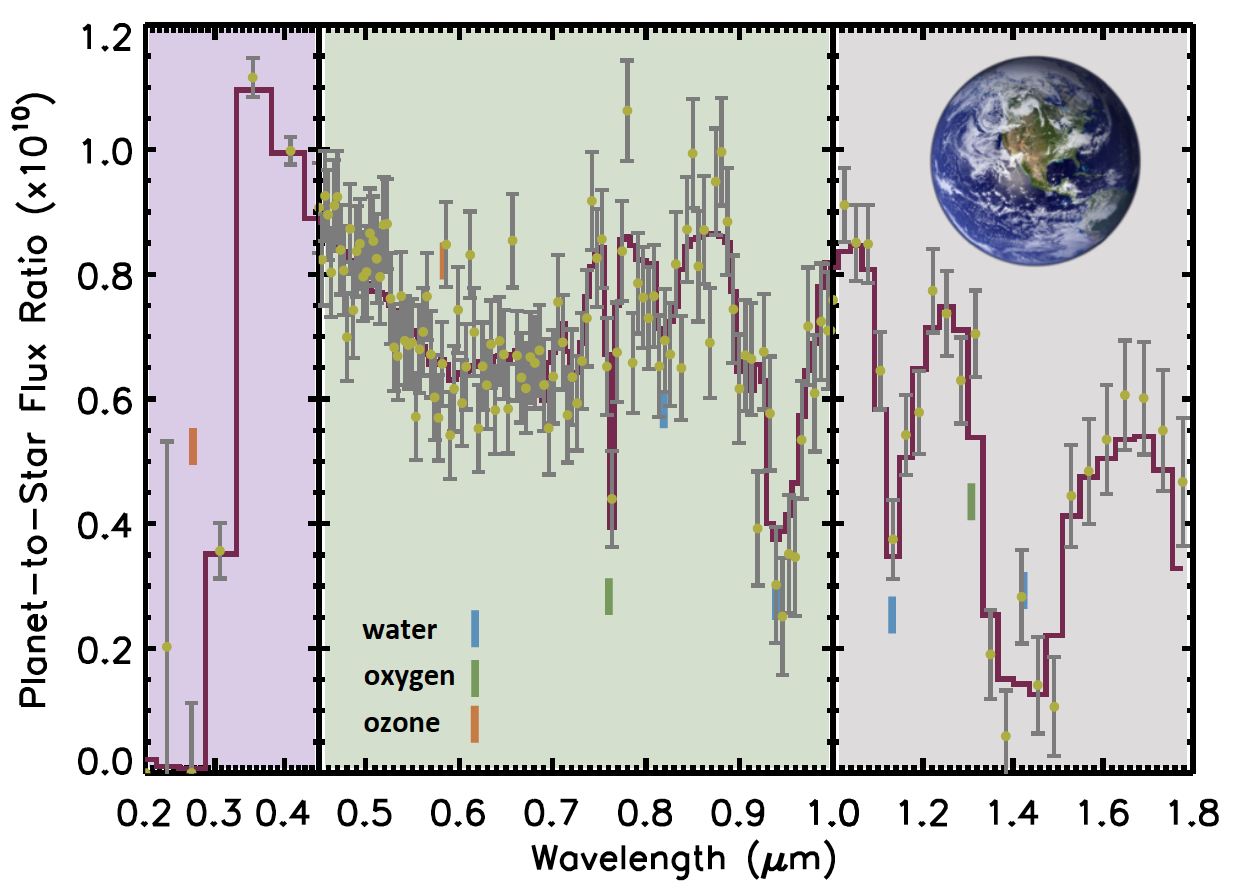 Planet-to-Star Flux Ratio (x10¹⁰)
1.2
1.0
0.8
0.6
0.4
0.2
0.0
water
oxygen
ozone
0.2 0.3 0.4 0.5 0.6 0.7 0.8 0.9 1.0 1.2 1.4 1.6 1.8
Wavelength (μm)